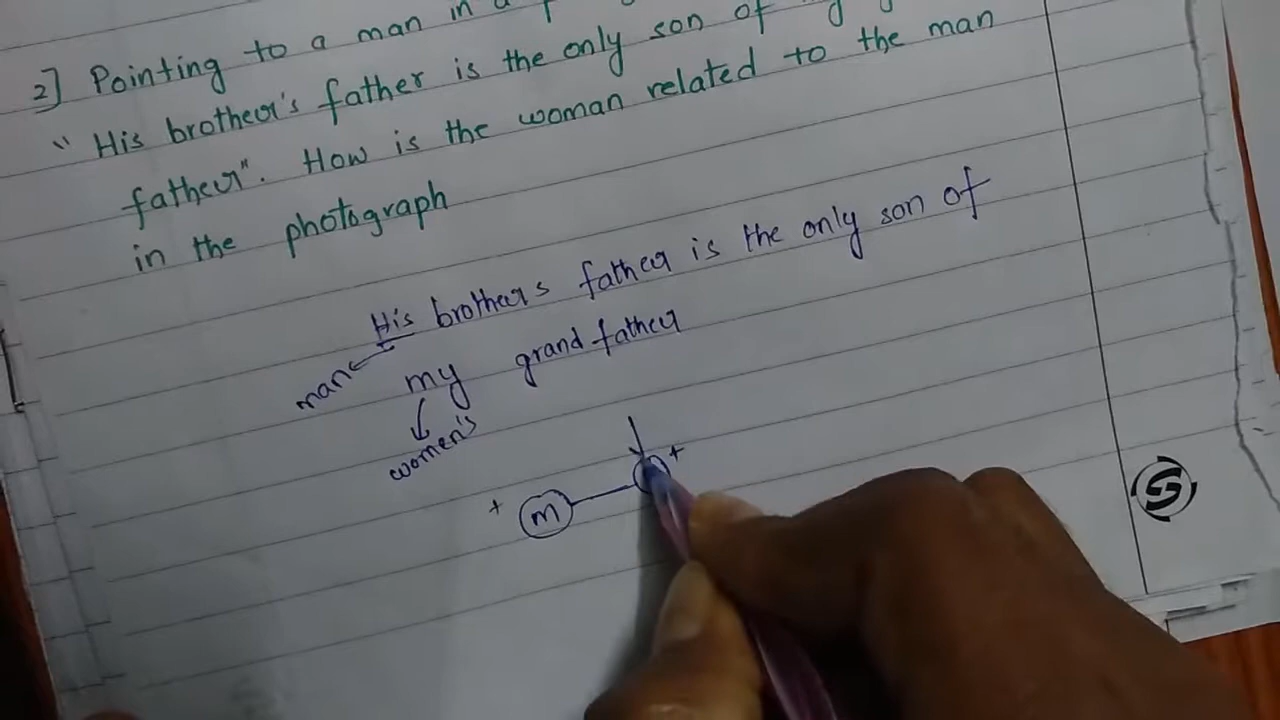 2] Pointing to a man in a
" His brother's father is the only son of
father". How is the woman related to the man
in the photograph
His brothers father is the only son of
man my grand father
women's
+ m +
S